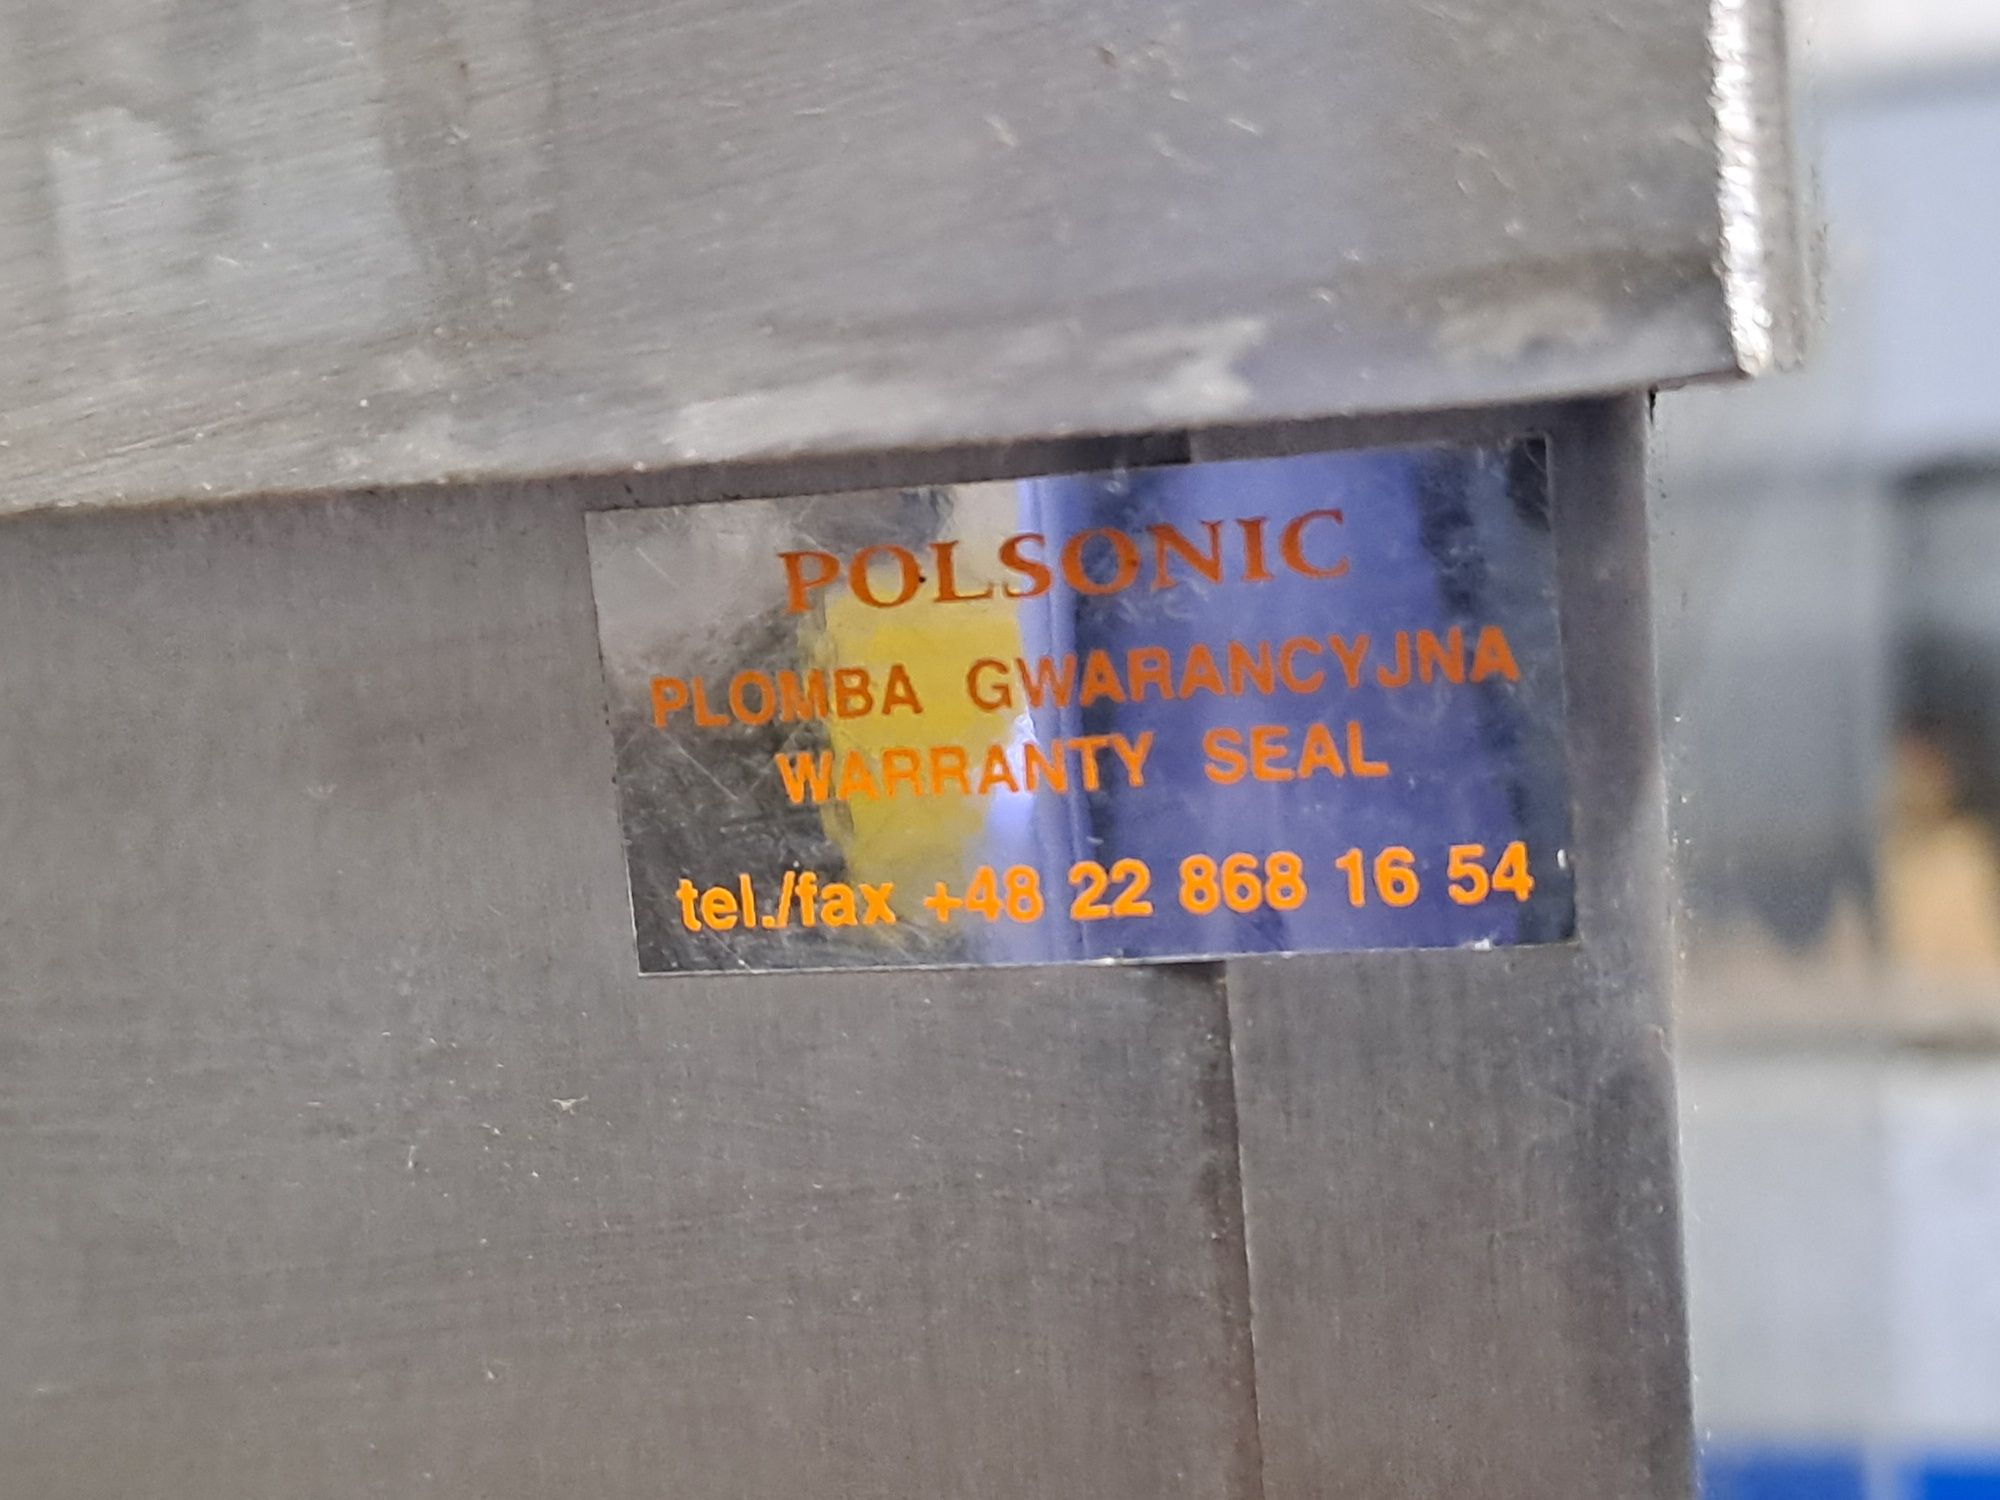 POLSONIC
PLOMBA GWARANCYJNA
WARRANTY SEAL
tel./fax +48 22 868 16 54